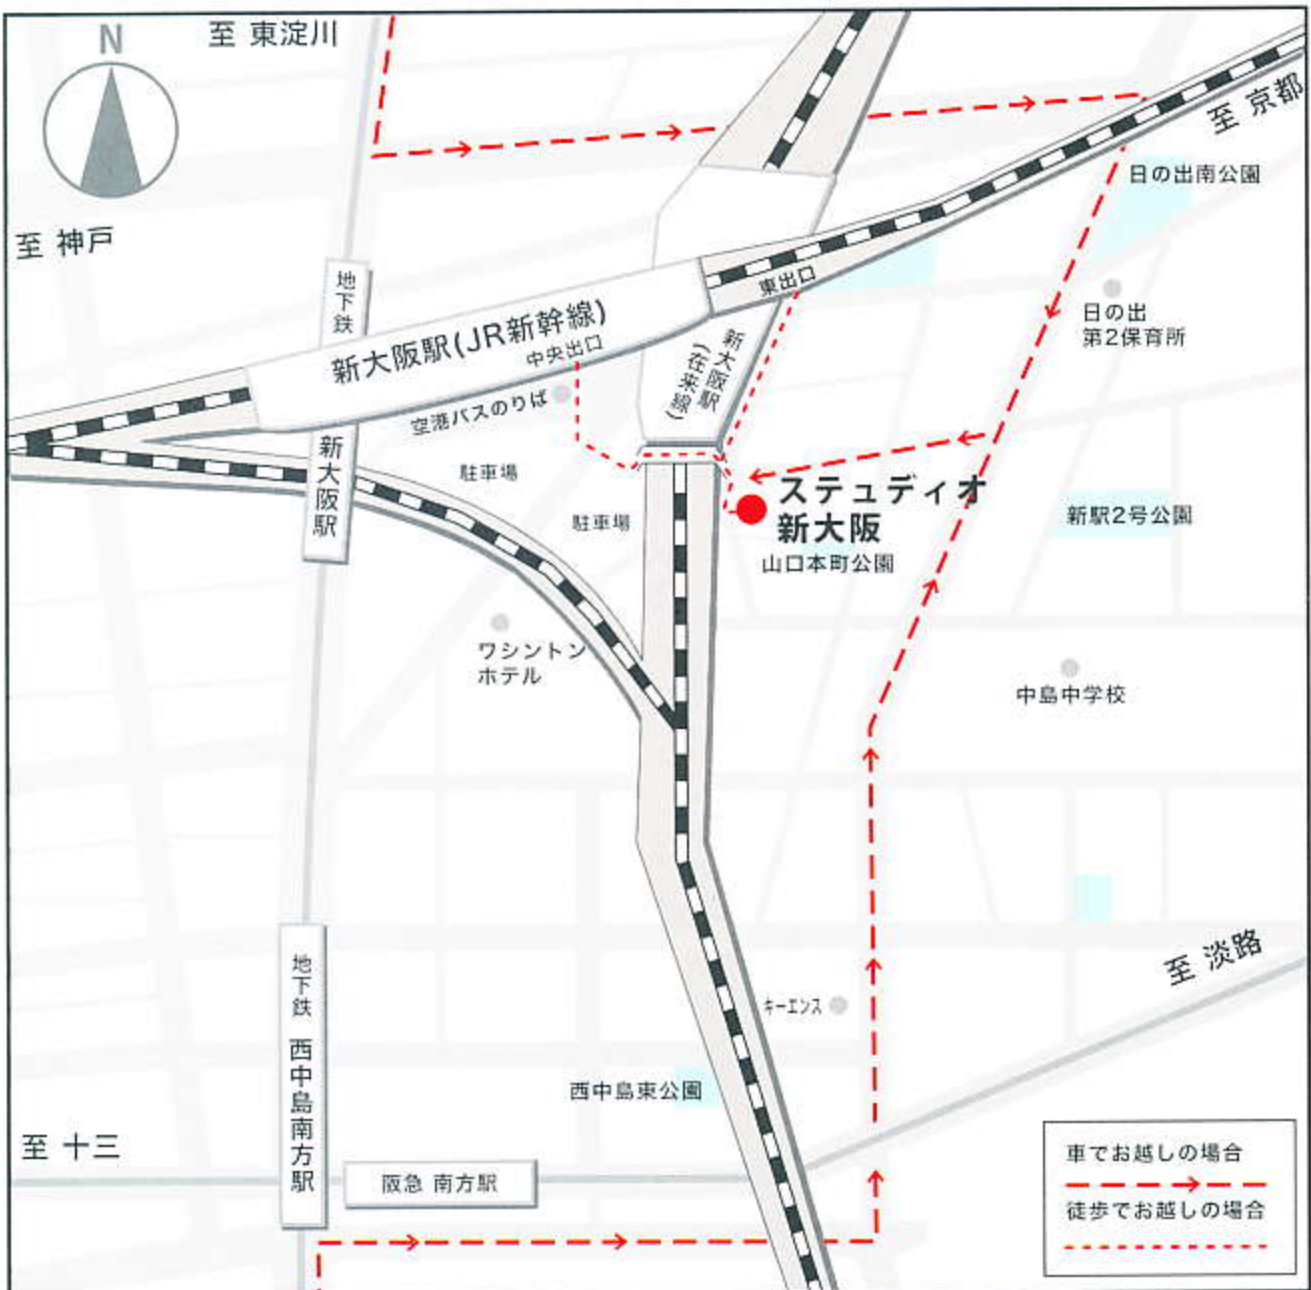 至 東淀川
N
至 京都
日の出南公園
至 神戸
地下鉄
新大阪駅
新大阪駅(JR新幹線)
中央出口
東出口
新大阪駅
(在来線)
日の出
第2保育所
空港バスのりば
駐車場
駐車場
ステュディオ
新大阪
山口本町公園
新駅2号公園
ワシントン
ホテル
中島中学校
至 淡路
地下鉄 西中島南方駅
キーエンス
西中島東公園
至 十三
阪急 南方駅
車でお越しの場合
徒歩でお越しの場合